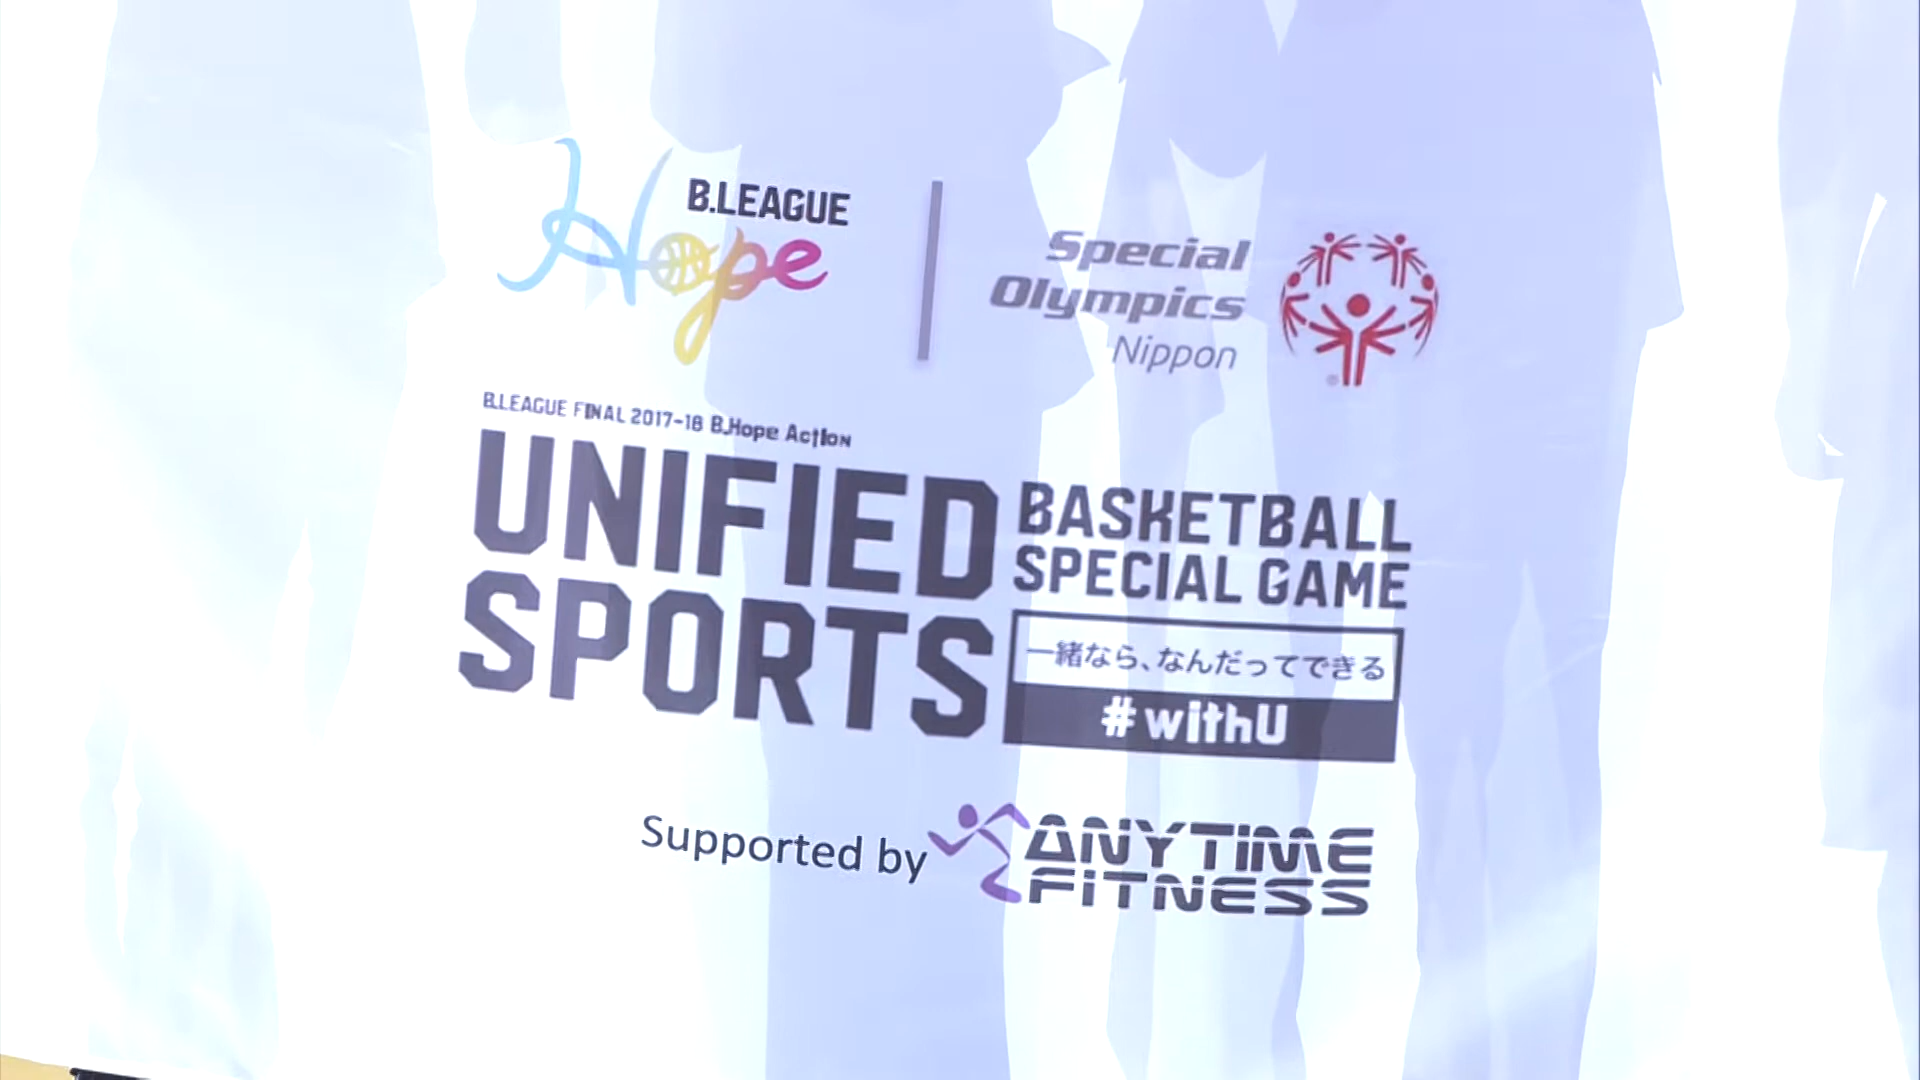 B.LEAGUE
Hope
Special
Olympics
Nippon
B.LEAGUE FINAL 2017-18 B.Hope Action
UNIFIED
SPORTS
BASKETBALL
SPECIAL GAME
一緒なら、なんだってできる
#withU
Supported by
ANYTIME
FITNESS